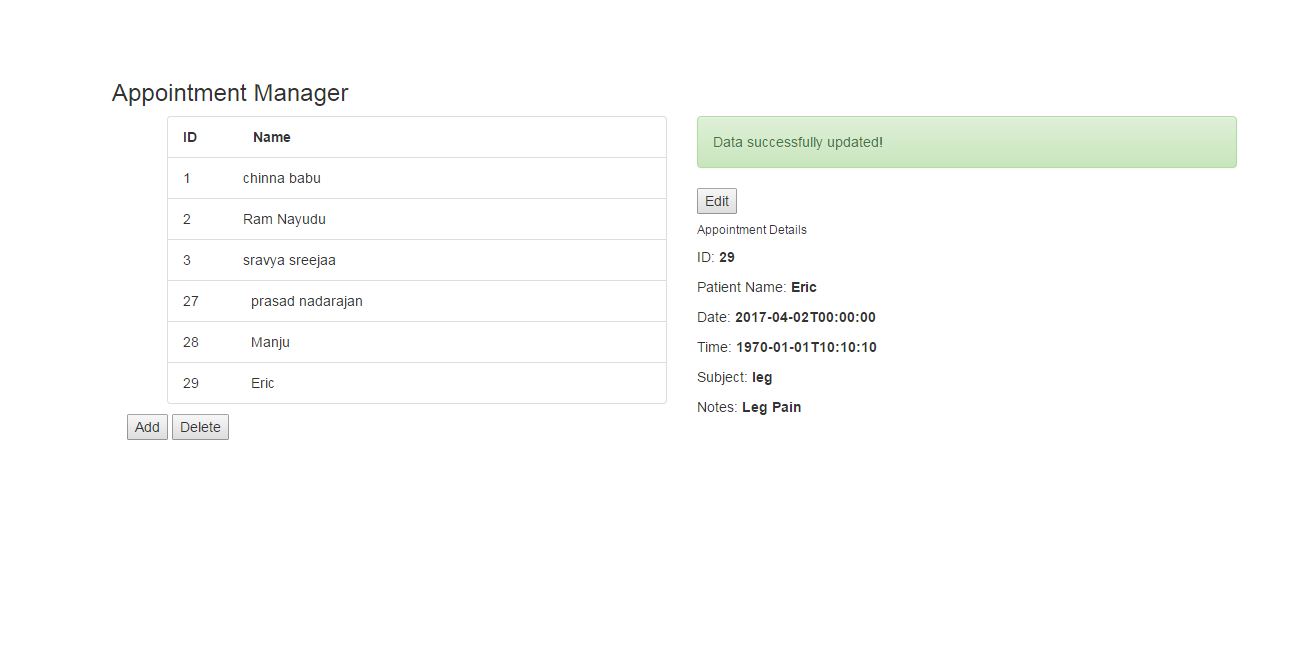 Appointment Manager
ID Name
1 chinna babu
2 Ram Nayudu
3 sravya sreejaa
27 prasad nadarajan
28 Manju
29 Eric
Add Delete
Data successfully updated!
Edit
Appointment Details
ID: 29
Patient Name: Eric
Date: 2017-04-02T00:00:00
Time: 1970-01-01T10:10:10
Subject: leg
Notes: Leg Pain